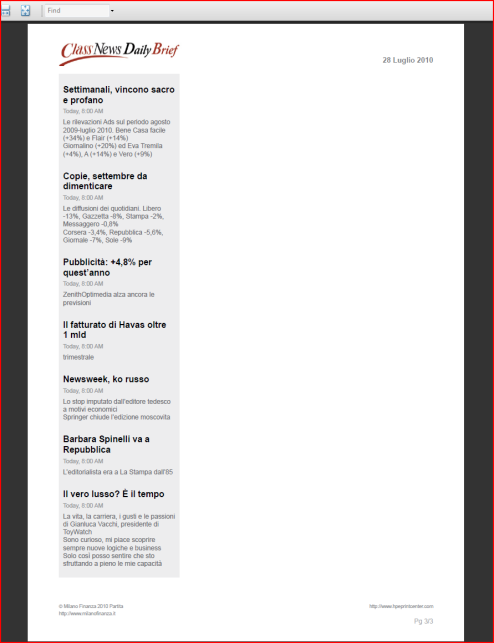 Find
ClassNews Daily Brief
28 Luglio 2010
Settimanali, vincono sacro
e profano
Today, 8:00 AM
Le rilevazioni Ads sul periodo agosto
2009-luglio 2010. Bene Casa facile
(+34%) e Flair (+14%)
Giornalino (+20%) ed Eva Tremila
(+4%), A (+14%) e Vero (+9%)
Copie, settembre da
dimenticare
Today, 8:00 AM
Le diffusioni dei quotidiani. Libero
-13%, Gazzetta -8%, Stampa -2%,
Messaggero -0,8%
Corsera -3,4%, Repubblica -5,6%,
Giornale -7%, Sole -9%
Pubblicità: +4,8% per
quest'anno
Today, 8:00 AM
ZenithOptimedia alza ancora le
previsioni
Il fatturato di Havas oltre
1 mld
Today, 8:00 AM
trimestrale
Newsweek, ko russo
Today, 8:00 AM
Lo stop imputato dall'editore tedesco
a motivi economici
Springer chiude l'edizione moscovita
Barbara Spinelli va a
Repubblica
Today, 8:00 AM
L'editorialista era a La Stampa dall'85
Il vero lusso? È il tempo
Today, 8:00 AM
La vita, la carriera, i gusti e le passioni
di Gianluca Vacchi, presidente di
ToyWatch
Sono curioso, mi piace scoprire
sempre nuove logiche e business
Solo così posso sentire che sto
sfruttando a pieno le mie capacità
© Milano Finanza 2010 Partita
http://www.milanofinanza.it
http://www.hpeprintcenter.com
Pg 3/3